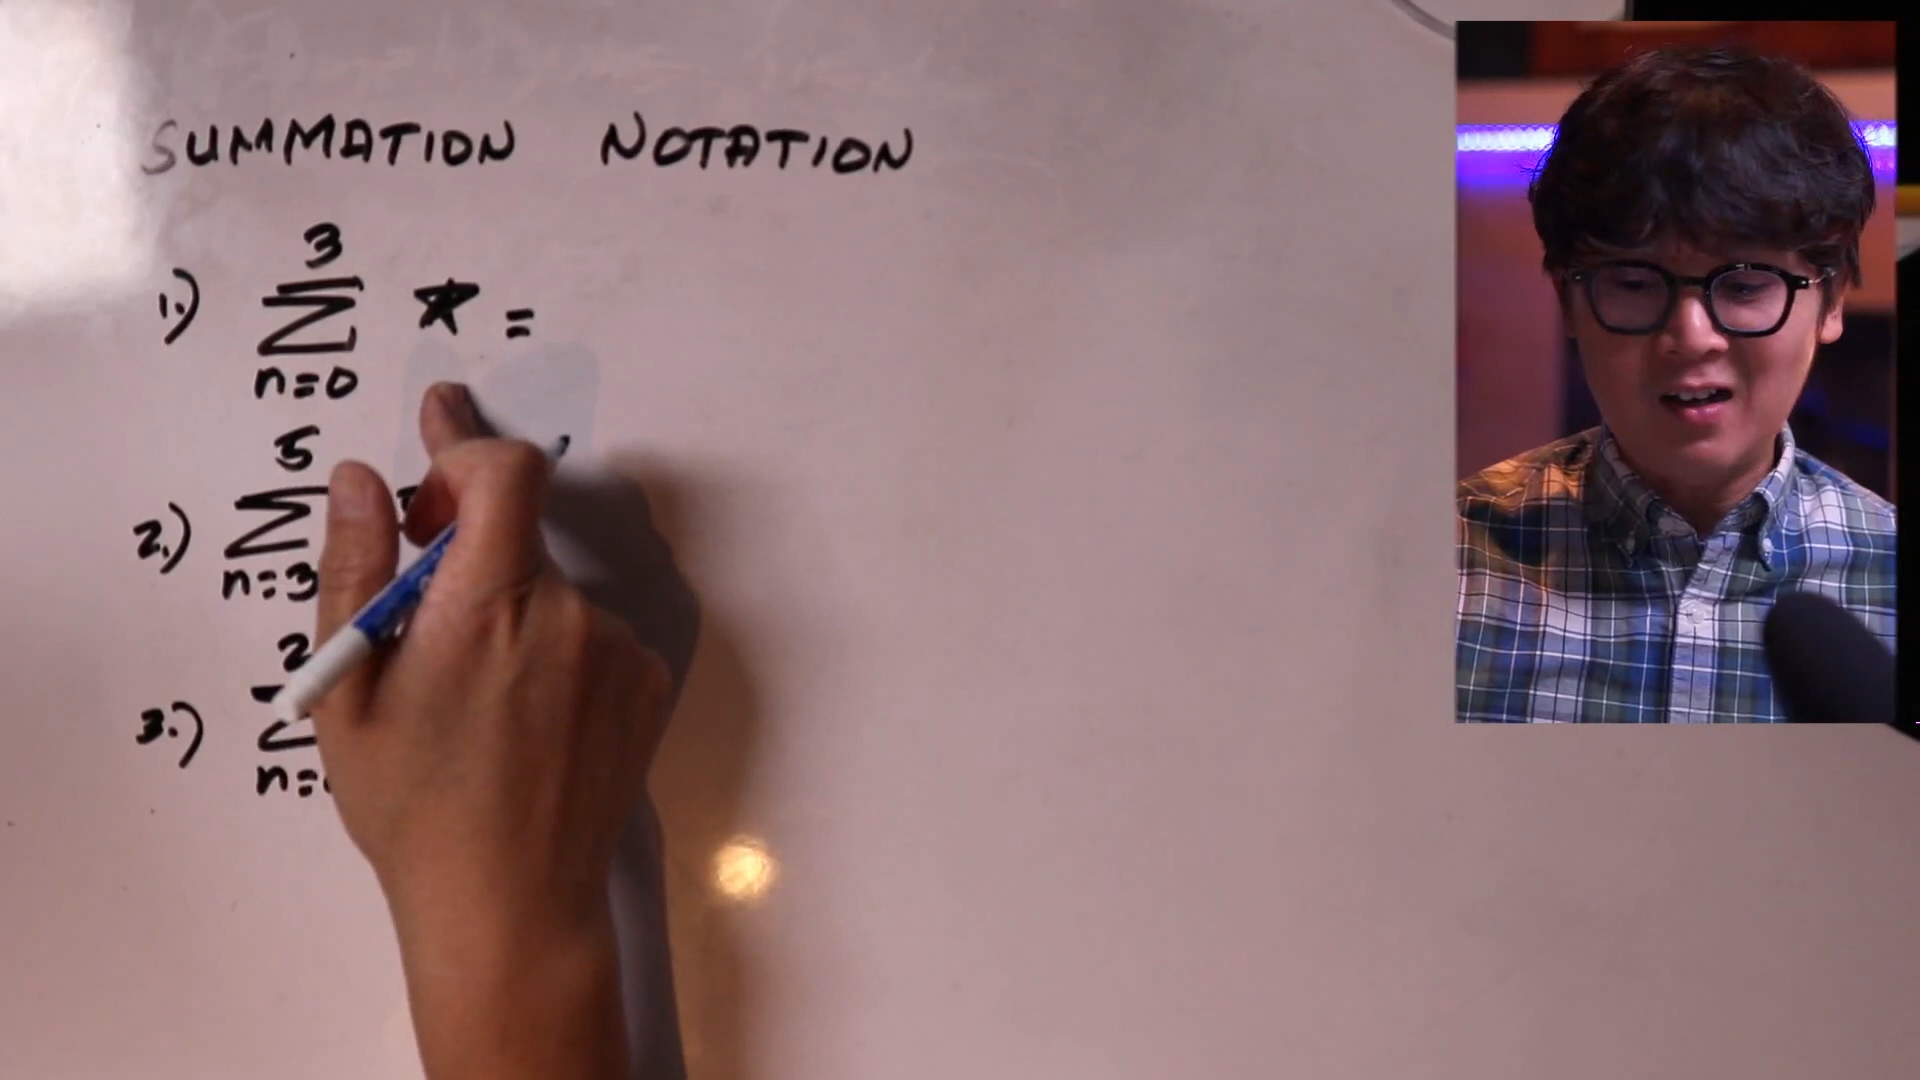 SUMMATION NOTATION
3
1.) ∑ ★ =
n=0
5
2.) ∑
n=3
2
3.) ∑
n=